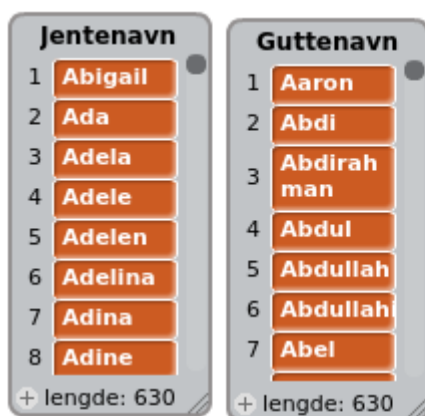 Jentenavn
1 Abigail
2 Ada
3 Adela
4 Adele
5 Adelen
6 Adelina
7 Adina
8 Adine
+ lengde: 630
Guttenavn
1 Aaron
2 Abdi
3 Abdirah
man
4 Abdul
5 Abdullah
6 Abdullahi
7 Abel
+ lengde: 630